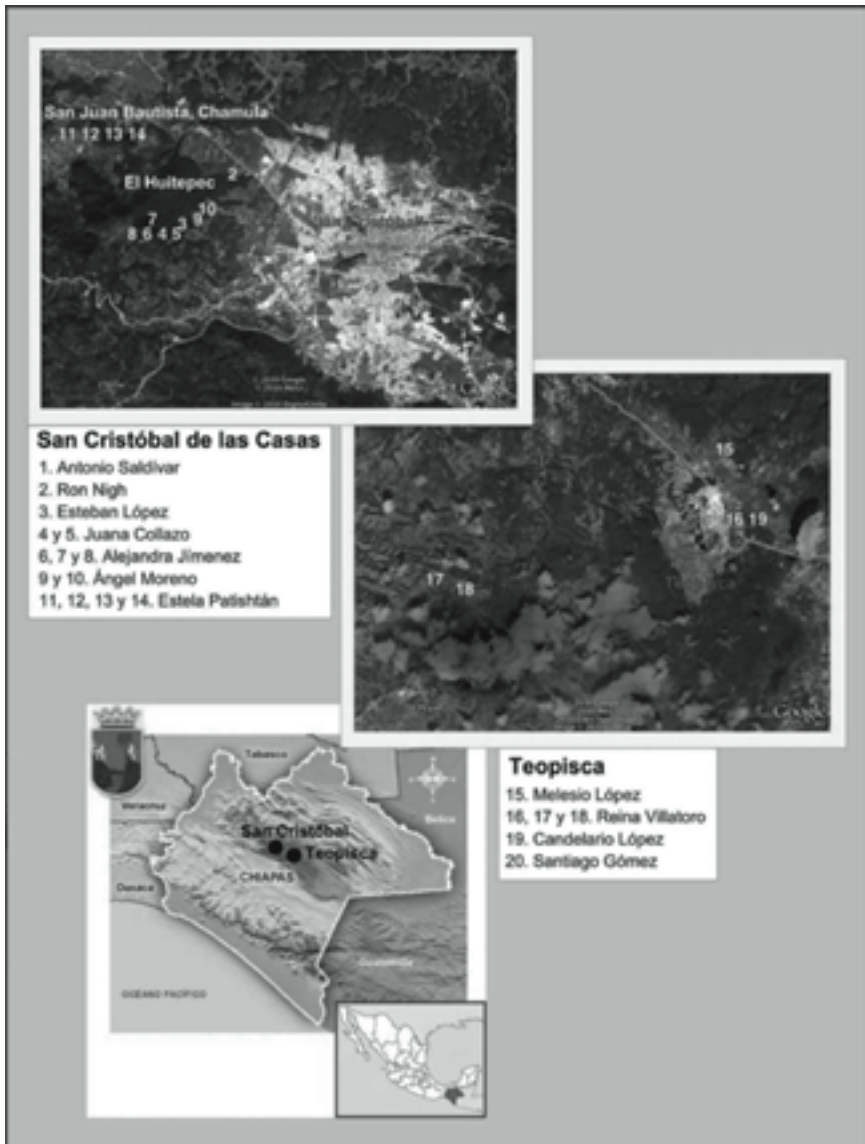 San Juan Bautista, Chamula
11 12 13 14
2
El Huitepec
10
7 3 9
8 6 4 5
San Cristóbal de las Casas
1. Antonio Saldívar
2. Ron Nigh
3. Esteban López
4 y 5. Juana Collazo
6, 7 y 8. Alejandra Jímenez
9 y 10. Ángel Moreno
11, 12, 13 y 14. Estela Patishtán
15
16 19
17
18
Google
Teopisca
15. Melesio López
16, 17 y 18. Reina Villatoro
19. Candelario López
20. Santiago Gómez
Tabasco
Veracruz
Belice
San Cristóbal
Teopisca
CHIAPAS
Oaxaca
Guatemala
OCÉANO PACÍFICO